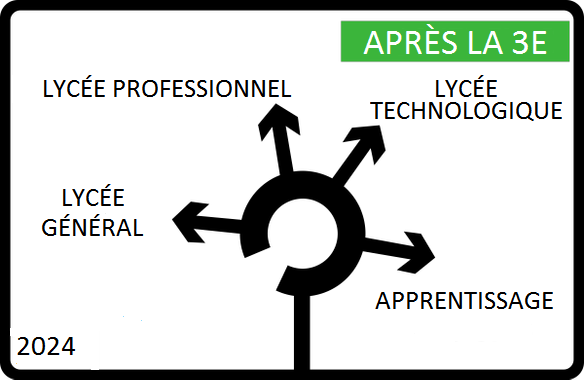 APRÈS LA 3E
LYCÉE PROFESSIONNEL
LYCÉE
TECHNOLOGIQUE
LYCÉE
GÉNÉRAL
APPRENTISSAGE
2024